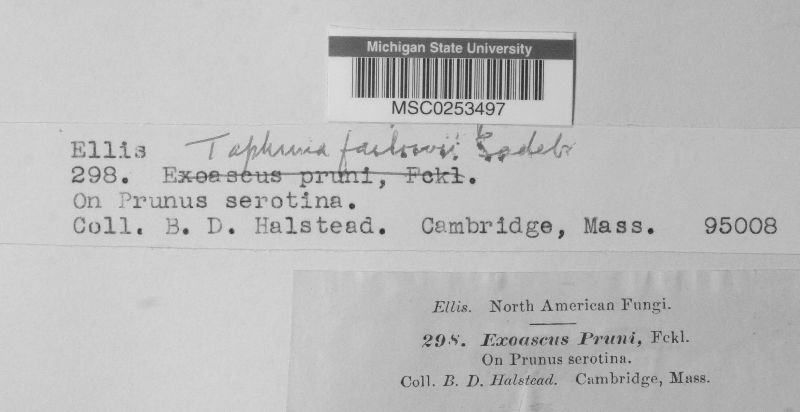 Michigan State University
MSC0253497
Ellis Taphrina farlowii Sadeb.
298. Exoascus pruni, Fckl.
On Prunus serotina.
Coll. B. D. Halstead. Cambridge, Mass. 95008
Ellis. North American Fungi.
298. Exoascus Pruni, Fckl.
On Prunus serotina.
Coll. B. D. Halstead. Cambridge, Mass.